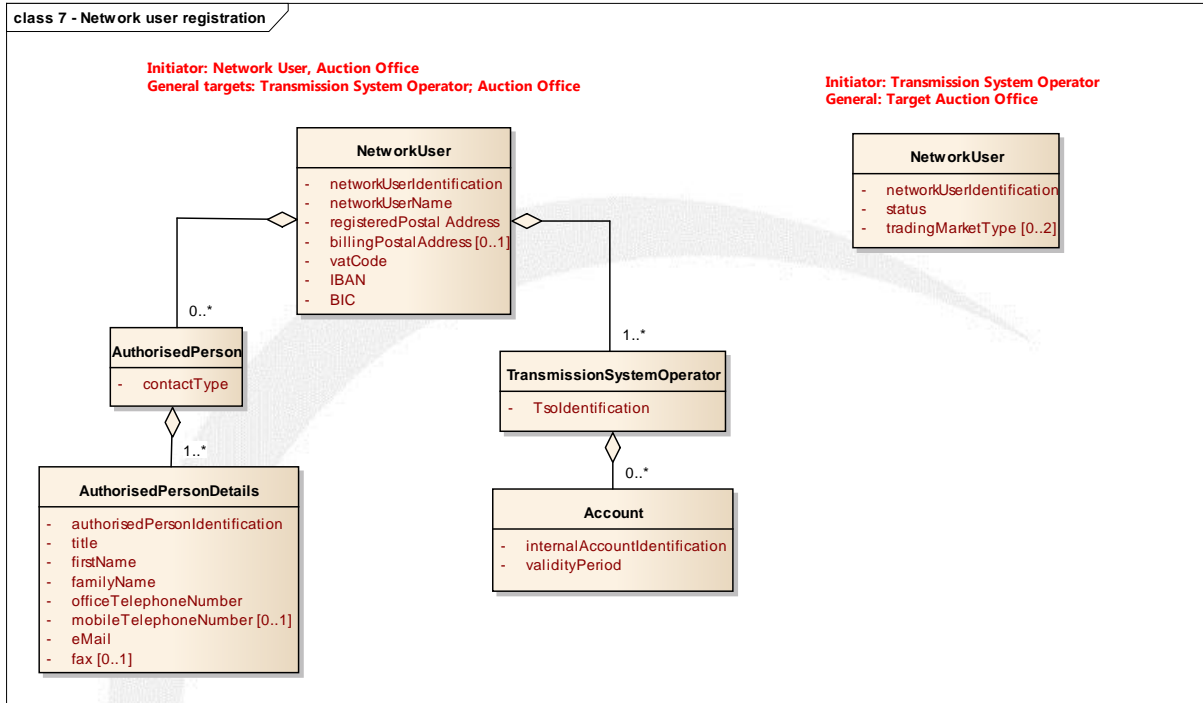 class 7 - Network user registration
Initiator: Network User, Auction Office
General targets: Transmission System Operator; Auction Office
Initiator: Transmission System Operator
General: Target Auction Office
NetworkUser
- networkUserIdentification
- networkUserName
- registeredPostal Address
- billingPostalAddress [0..1]
- vatCode
- IBAN
- BIC
NetworkUser
- networkUserIdentification
- status
- tradingMarketType [0..2]
0..*
1..*
AuthorisedPerson
- contactType
TransmissionSystemOperator
- TsoIdentification
1..*
0..*
AuthorisedPersonDetails
- authorisedPersonIdentification
- title
- firstName
- familyName
- officeTelephoneNumber
- mobileTelephoneNumber [0..1]
- eMail
- fax [0..1]
Account
- internalAccountIdentification
- validityPeriod